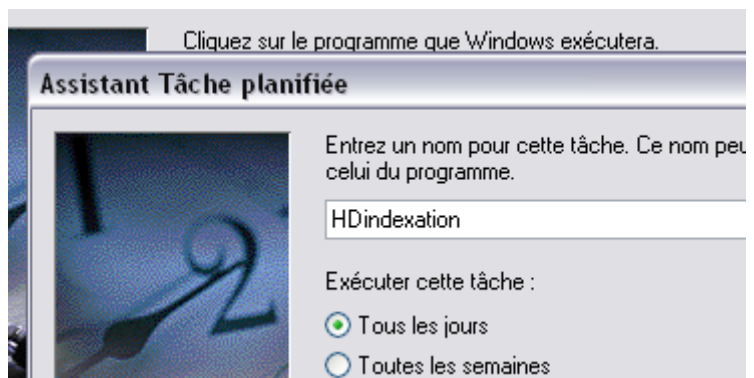 Cliquez sur le programme que Windows exécutera.
Assistant Tâche planifiée
Entrez un nom pour cette tâche. Ce nom peu
celui du programme.
HDindexation
Exécuter cette tâche :
Tous les jours
Toutes les semaines